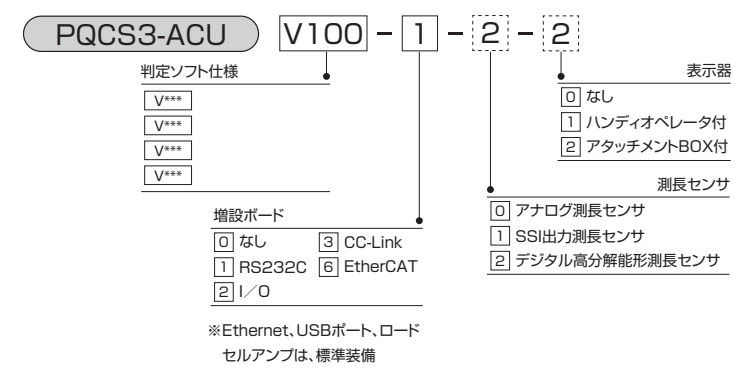 PQCS3-ACU V100 - 1 - 2 - 2
判定ソフト仕様
V***
V***
V***
V***
表示器
0 なし
1 ハンディオペレータ付
2 アタッチメントBOX付
測長センサ
0 アナログ測長センサ
1 SSI出力測長センサ
2 デジタル高分解能形測長センサ
増設ボード
0 なし 3 CC-Link
1 RS232C 6 EtherCAT
2 I／O
※Ethernet、USBポート、ロード
セルアンプは、標準装備